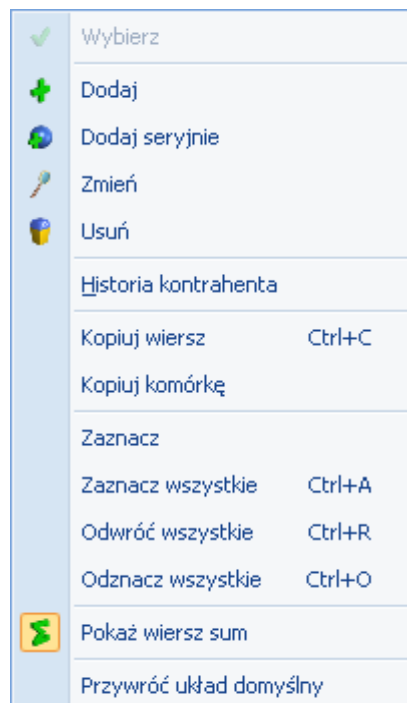 Wybierz
Dodaj
Dodaj seryjnie
Zmień
Usuń
Historia kontrahenta
Kopiuj wiersz Ctrl+C
Kopiuj komórkę
Zaznacz
Zaznacz wszystkie Ctrl+A
Odwróć wszystkie Ctrl+R
Odznacz wszystkie Ctrl+O
Pokaż wiersz sum
Przywróć układ domyślny